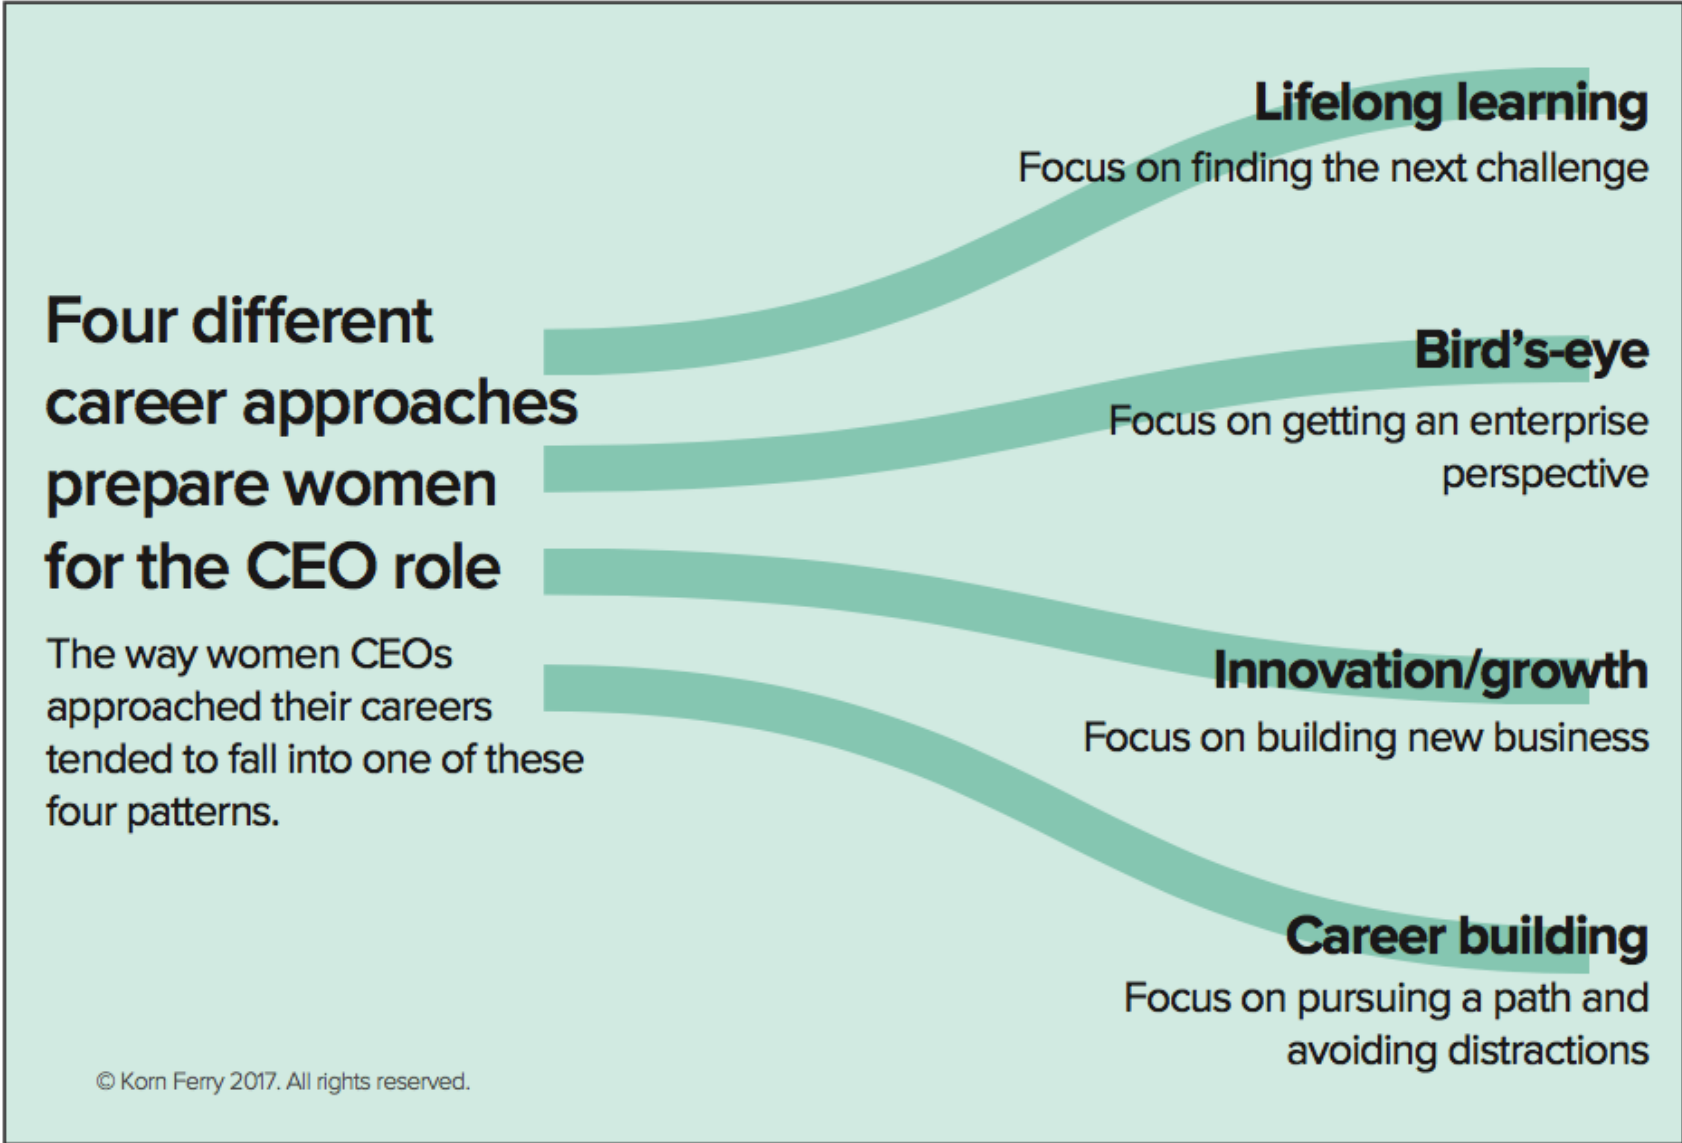 Four different
career approaches
prepare women
for the CEO role
The way women CEOs
approached their careers
tended to fall into one of these
four patterns.
Lifelong learning
Focus on finding the next challenge
Bird’s-eye
Focus on getting an enterprise
perspective
Innovation/growth
Focus on building new business
Career building
Focus on pursuing a path and
avoiding distractions
© Korn Ferry 2017. All rights reserved.